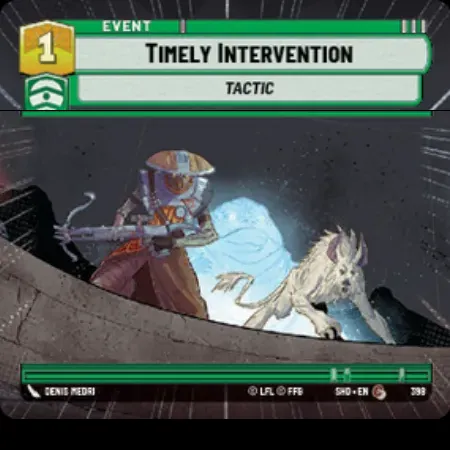 EVENT
1
TIMELY INTERVENTION
TACTIC
DENIS MEDRI
© LFL © FFG
SHD • EN
398